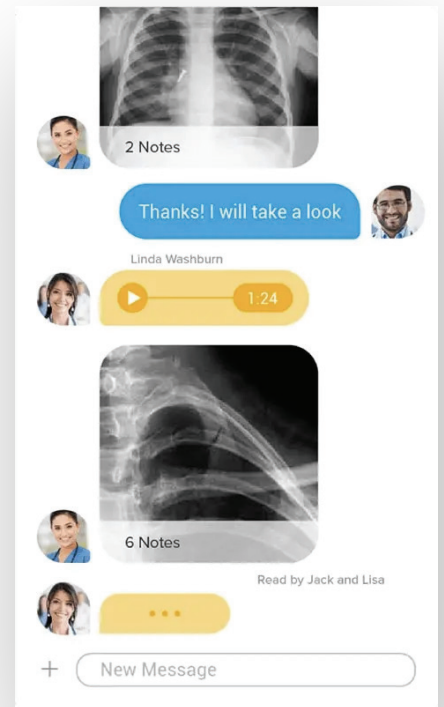 2 Notes
Thanks! I will take a look
Linda Washburn
1:24
6 Notes
Read by Jack and Lisa
New Message